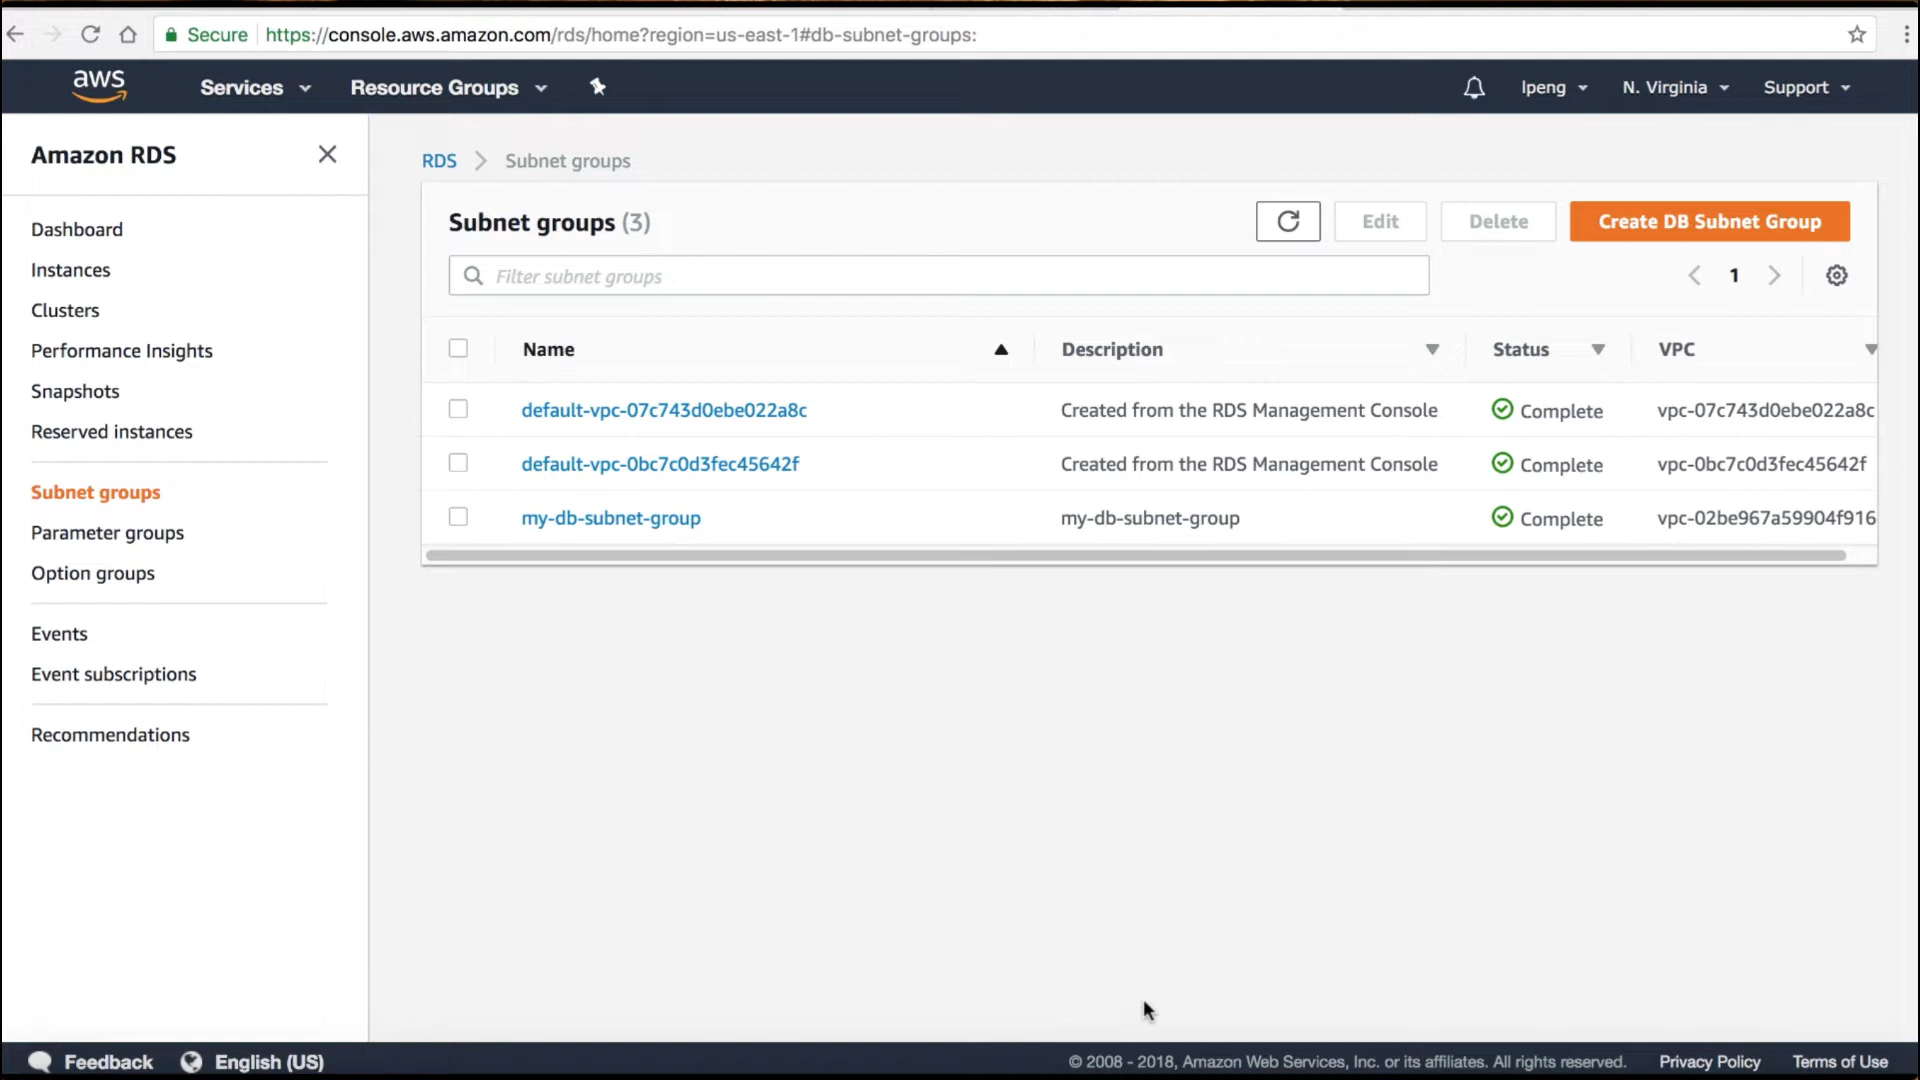 Secure https://console.aws.amazon.com/rds/home?region=us-east-1#db-subnet-groups:
aws Services Resource Groups Ipeng N. Virginia Support
Amazon RDS
Dashboard
Instances
Clusters
Performance Insights
Snapshots
Reserved instances
Subnet groups
Parameter groups
Option groups
Events
Event subscriptions
Recommendations
RDS > Subnet groups
Subnet groups (3) Edit Delete Create DB Subnet Group
Filter subnet groups 1
Name Description Status VPC
default-vpc-07c743d0ebe022a8c Created from the RDS Management Console Complete vpc-07c743d0ebe022a8c
default-vpc-0bc7c0d3fec45642f Created from the RDS Management Console Complete vpc-0bc7c0d3fec45642f
my-db-subnet-group my-db-subnet-group Complete vpc-02be967a59904f916
Feedback English (US) © 2008 - 2018, Amazon Web Services, Inc. or its affiliates. All rights reserved. Privacy Policy Terms of Use